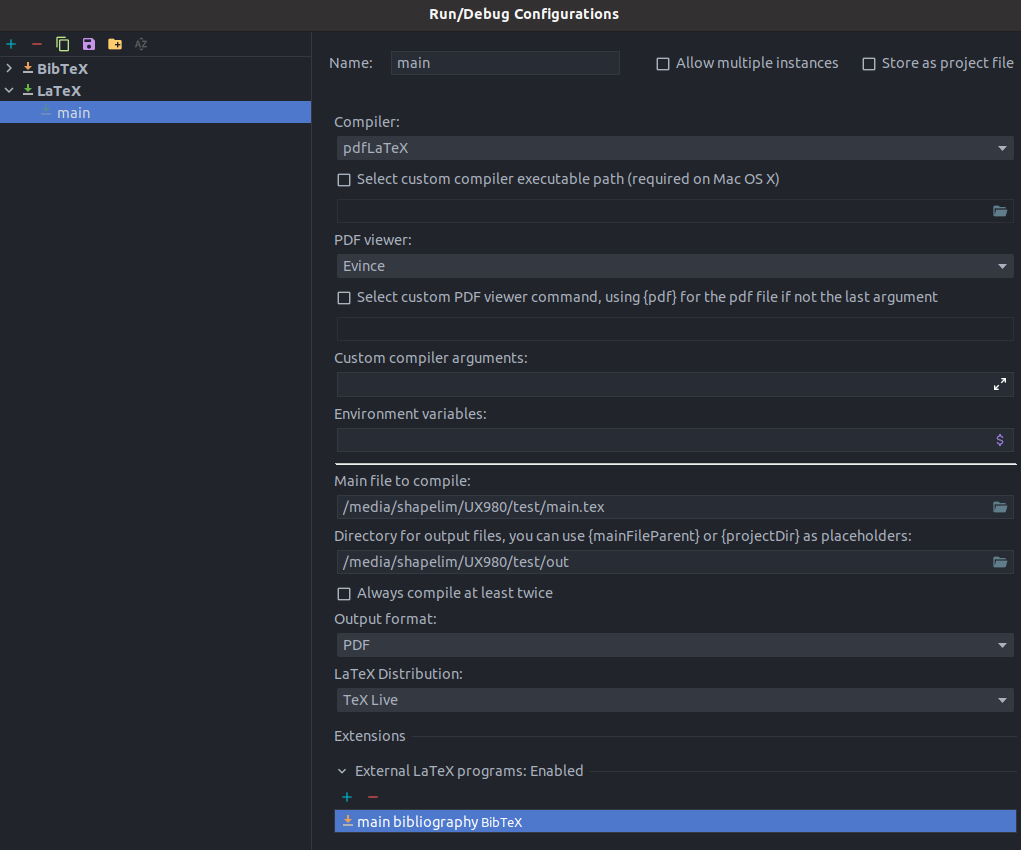 Run/Debug Configurations
BibTeX
LaTeX
main
Name: main
Allow multiple instances
Store as project file
Compiler:
pdfLaTeX
Select custom compiler executable path (required on Mac OS X)
PDF viewer:
Evince
Select custom PDF viewer command, using {pdf} for the pdf file if not the last argument
Custom compiler arguments:
Environment variables:
$
Main file to compile:
/media/shapelim/UX980/test/main.tex
Directory for output files, you can use {mainFileParent} or {projectDir} as placeholders:
/media/shapelim/UX980/test/out
Always compile at least twice
Output format:
PDF
LaTeX Distribution:
TeX Live
Extensions
External LaTeX programs: Enabled
main bibliography BibTeX